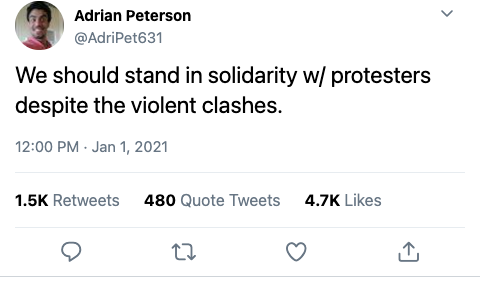 Adrian Peterson
@AdriPet631
We should stand in solidarity w/ protesters
despite the violent clashes.
12:00 PM · Jan 1, 2021
1.5K Retweets 480 Quote Tweets 4.7K Likes